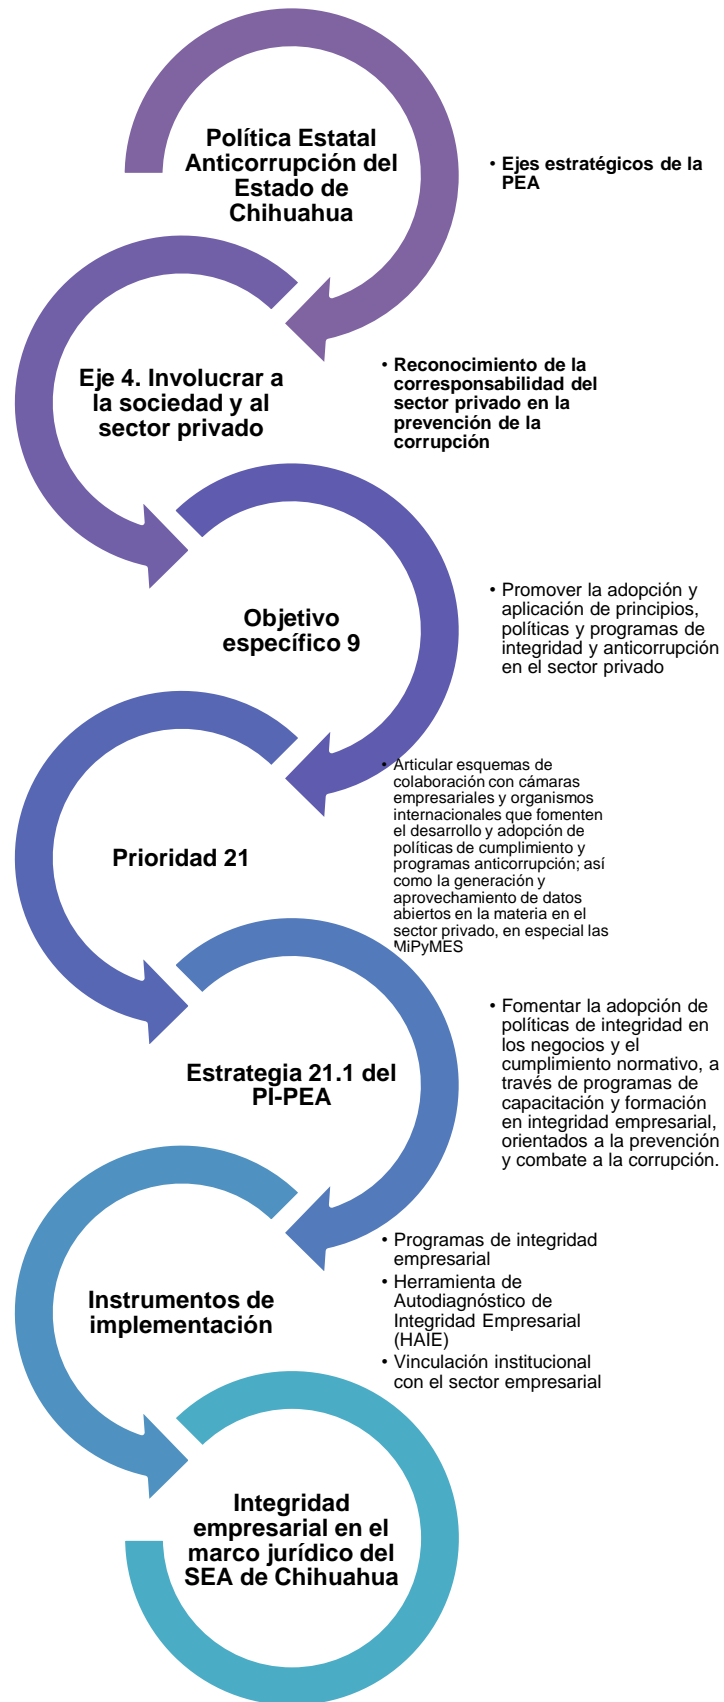 Política Estatal
Anticorrupción del
Estado de
Chihuahua
• Ejes estratégicos de la
PEA
Eje 4. Involucrar a
la sociedad y al
sector privado
• Reconocimiento de la
corresponsabilidad del
sector privado en la
prevención de la
corrupción
Objetivo
específico 9
• Promover la adopción y
aplicación de principios,
políticas y programas de
integridad y anticorrupción
en el sector privado
Prioridad 21
• Articular esquemas de
colaboración con cámaras
empresariales y organismos
internacionales que fomenten
el desarrollo y adopción de
políticas de cumplimiento y
programas anticorrupción; así
como la generación y
aprovechamiento de datos
abiertos en la materia en el
sector privado, en especial las
MiPyMES
Estrategia 21.1 del
PI-PEA
• Fomentar la adopción de
políticas de integridad en
los negocios y el
cumplimiento normativo, a
través de programas de
capacitación y formación
en integridad empresarial,
orientados a la prevención
y combate a la corrupción.
Instrumentos de
implementación
• Programas de integridad
empresarial
• Herramienta de
Autodiagnóstico de
Integridad Empresarial
(HAIE)
• Vinculación institucional
con el sector empresarial
Integridad
empresarial en el
marco jurídico del
SEA de Chihuahua